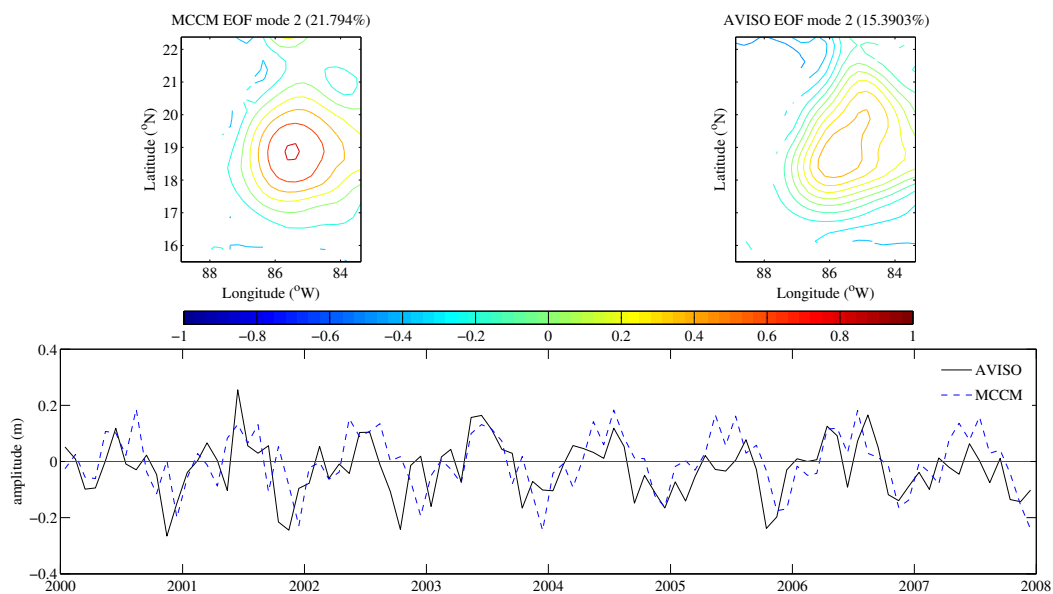 MCCM EOF mode 2 (21.794%)
22
21
20
19
18
17
16
Latitude (°N)
88 86 84
Longitude (°W)
AVISO EOF mode 2 (15.3903%)
22
21
20
19
18
17
16
Latitude (°N)
88 86 84
Longitude (°W)
−1 −0.8 −0.6 −0.4 −0.2 0 0.2 0.4 0.6 0.8 1
0.4
0.2
0
−0.2
−0.4
amplitude (m)
AVISO
MCCM
2000 2001 2002 2003 2004 2005 2006 2007 2008